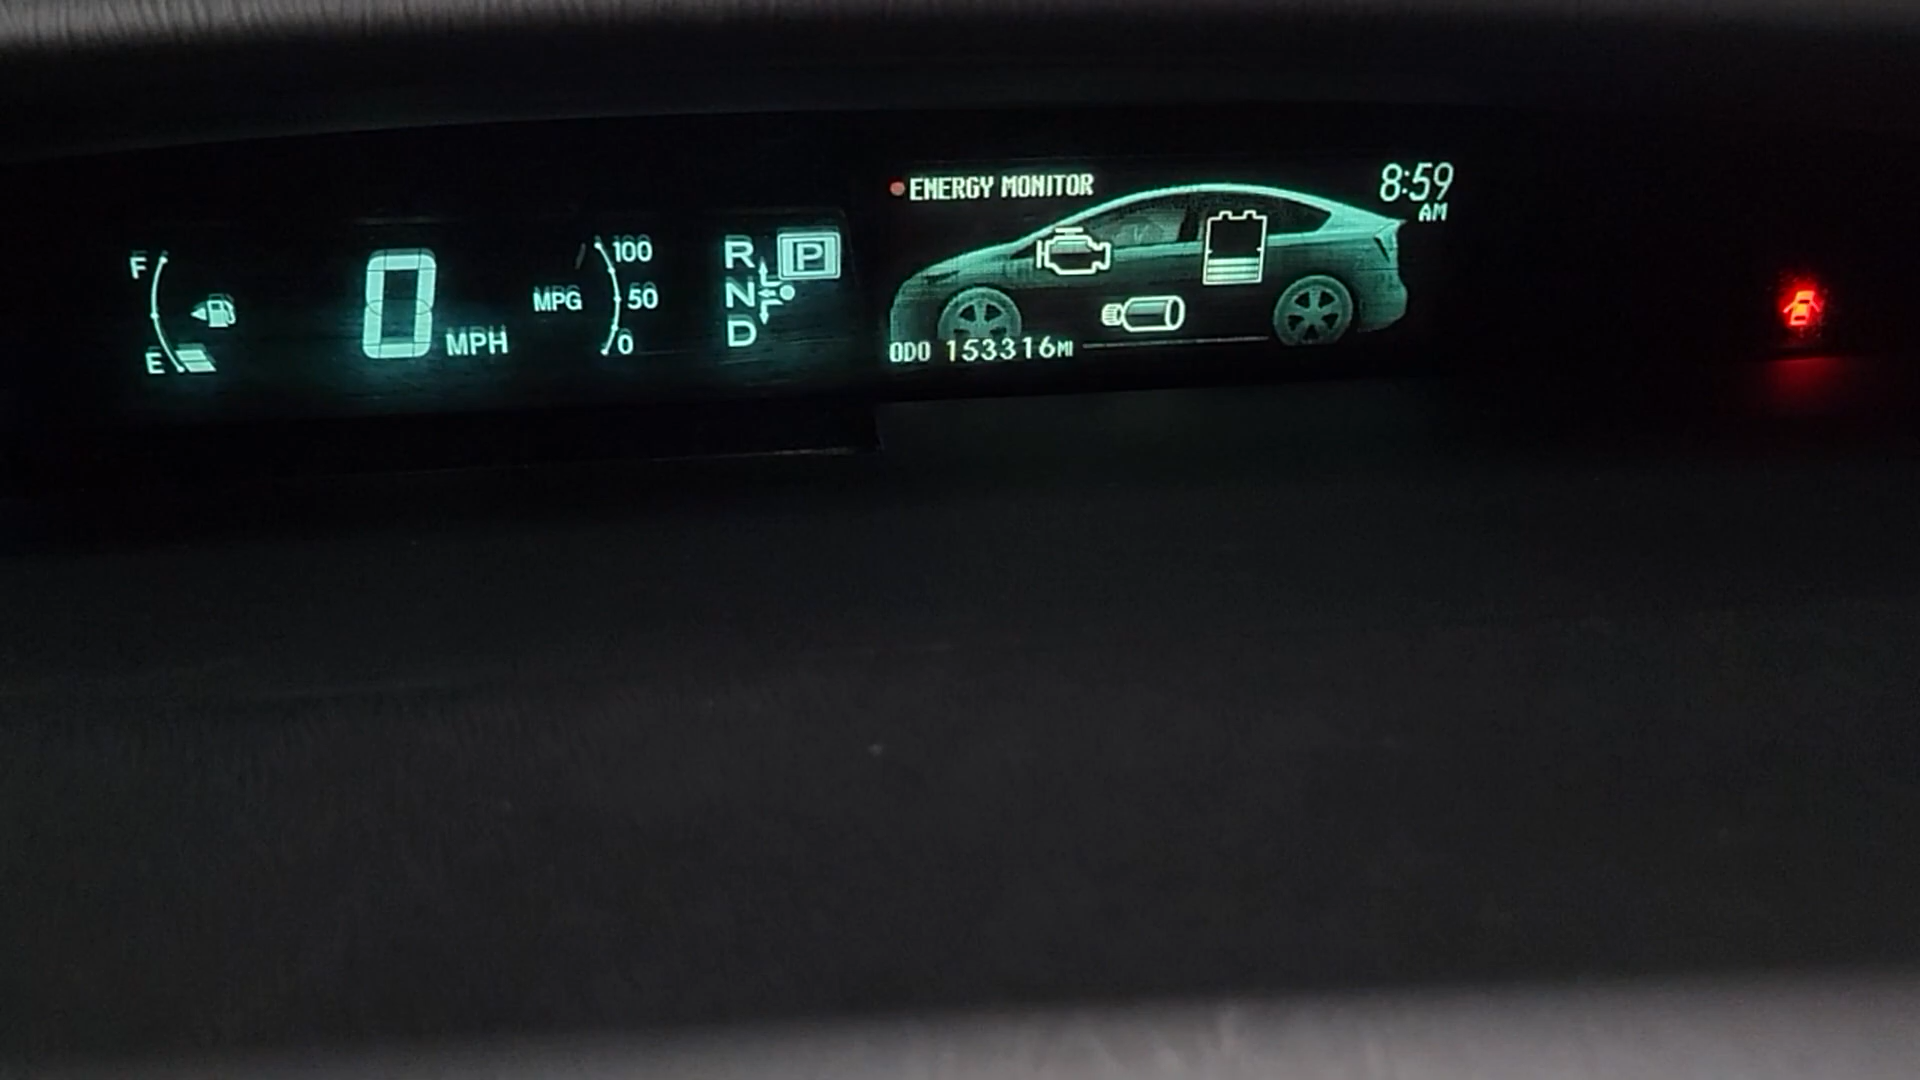 F
E
0 MPH
MPG
100
50
0
R P
N
D
ENERGY MONITOR
8:59
AM
ODO 153316MI